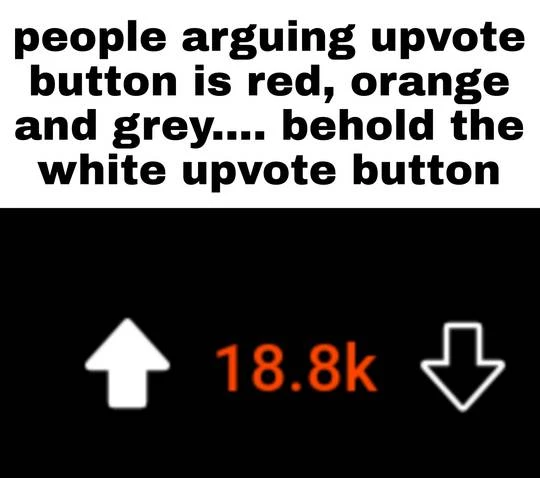 people arguing upvote
button is red, orange
and grey.... behold the
white upvote button
18.8k